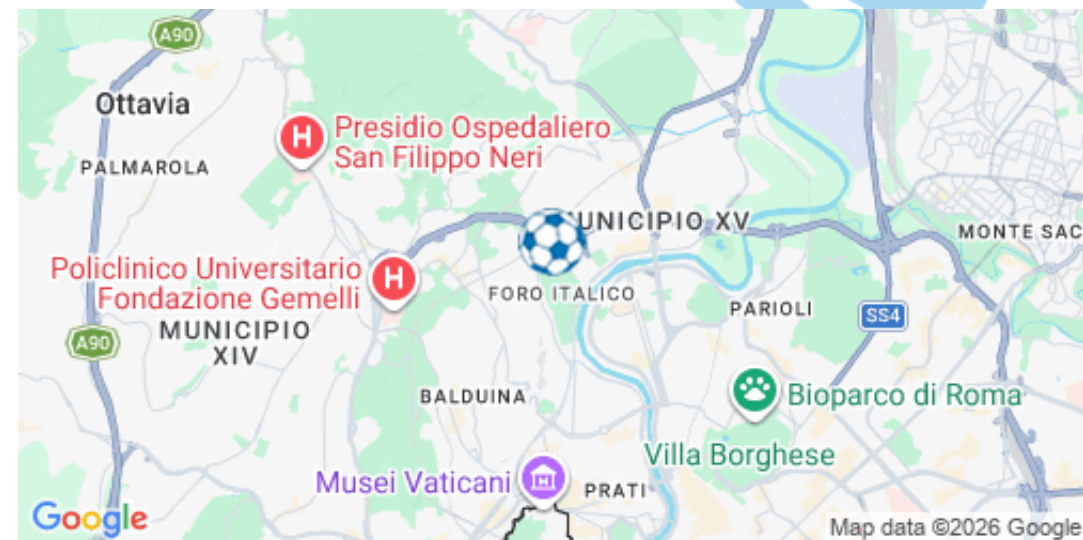 A90
Ottavia
Presidio Ospedaliero
San Filippo Neri
PALMAROLA
UNICIPIO XV
MONTE SAC
Policlinico Universitario
Fondazione Gemelli
FORO ITALICO
PARIOLI
SS4
MUNICIPIO
XIV
A90
BALDUINA
Bioparco di Roma
Villa Borghese
Musei Vaticani
PRATI
Google
Map data ©2026 Google